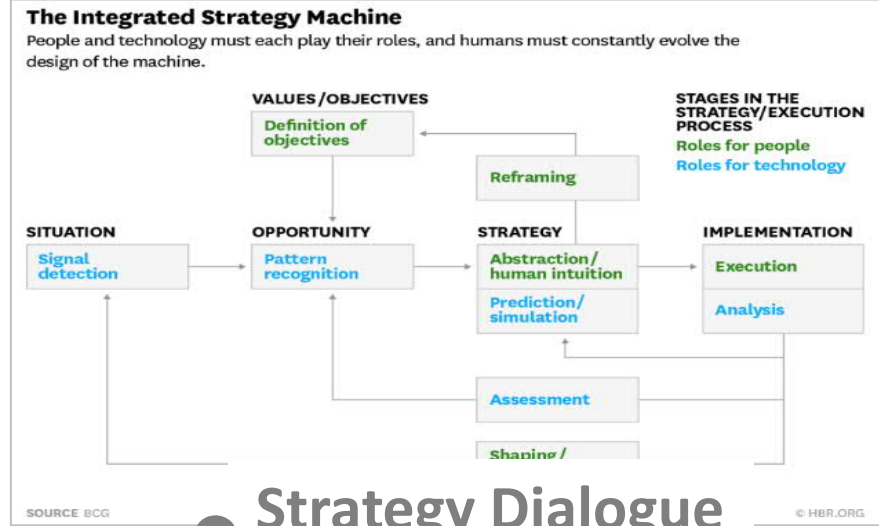 The Integrated Strategy Machine
People and technology must each play their roles, and humans must constantly evolve the
design of the machine.
VALUES/OBJECTIVES
Definition of
objectives
STAGES IN THE
STRATEGY/EXECUTION
PROCESS
Roles for people
Roles for technology
Reframing
SITUATION
Signal
detection
OPPORTUNITY
Pattern
recognition
STRATEGY
Abstraction/
human intuition
Prediction/
simulation
IMPLEMENTATION
Execution
Analysis
Assessment
Shaping/
Strategy Dialogue
SOURCE BCG
© HBR.ORG